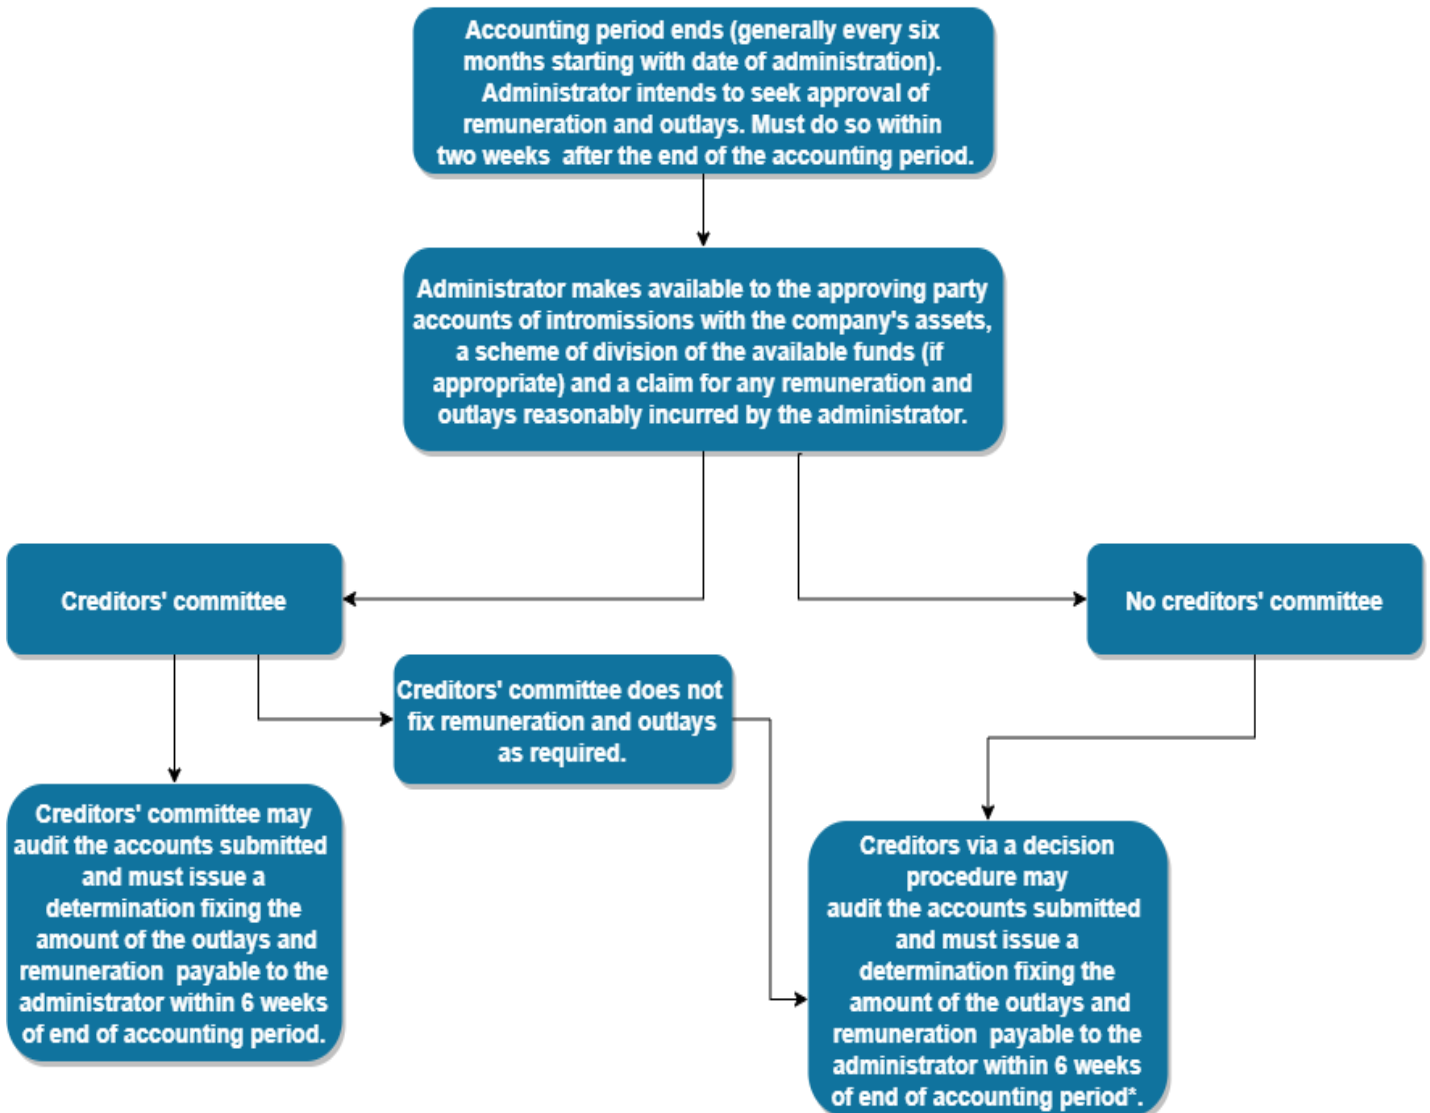 Accounting period ends (generally every six
months starting with date of administration).
Administrator intends to seek approval of
remuneration and outlays. Must do so within
two weeks  after the end of the accounting period.
Administrator makes available to the approving party
accounts of intromissions with the company's assets,
a scheme of division of the available funds (if
appropriate) and a claim for any remuneration and
outlays reasonably incurred by the administrator.
Creditors' committee
No creditors' committee
Creditors' committee does not
fix remuneration and outlays
as required.
Creditors' committee may
audit the accounts submitted
and must issue a
determination fixing the
amount of the outlays and
remuneration  payable to the
administrator within 6 weeks
of end of accounting period.
Creditors via a decision
procedure may
audit the accounts submitted
and must issue a
determination fixing the
amount of the outlays and
remuneration  payable to the
administrator within 6 weeks
of end of accounting period*.